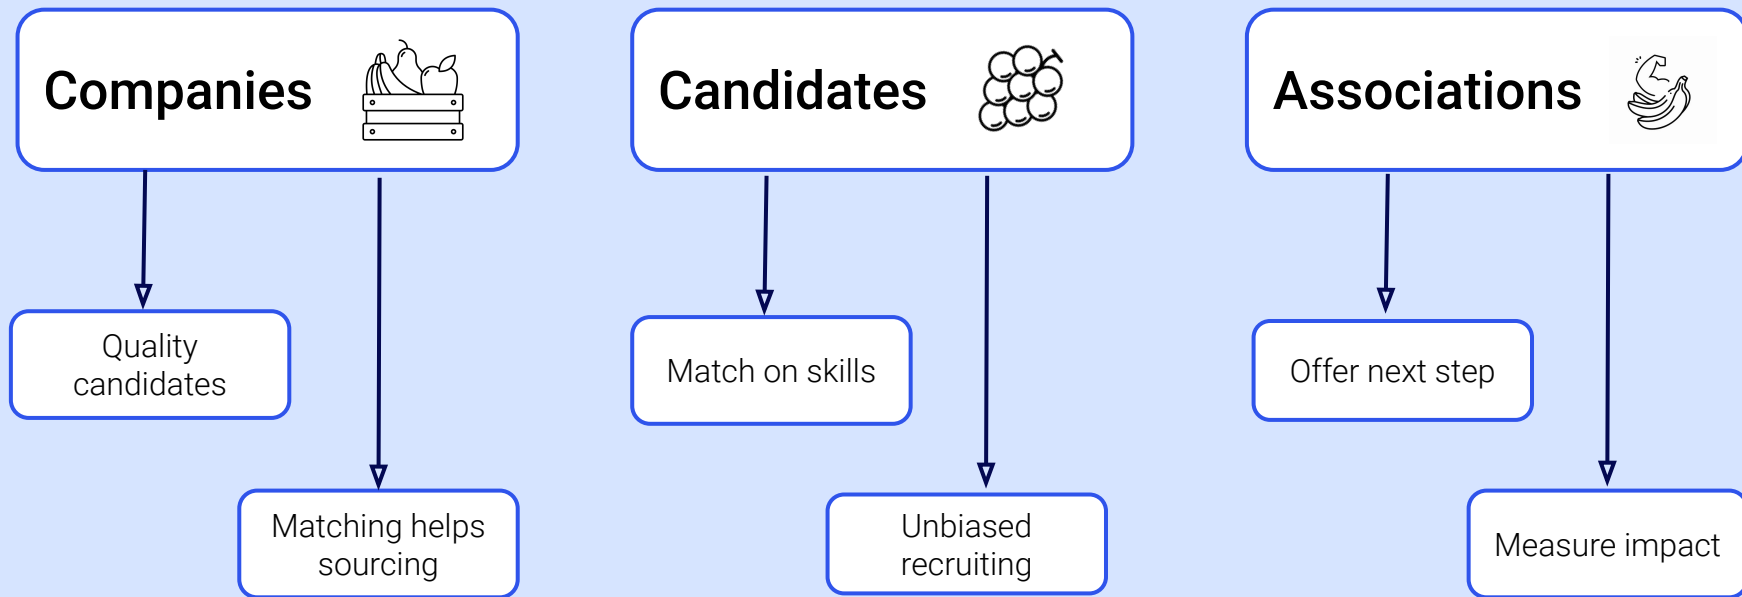 Companies
Candidates
Associations
Quality
candidates
Match on skills
Offer next step
Matching helps
sourcing
Unbiased
recruiting
Measure impact